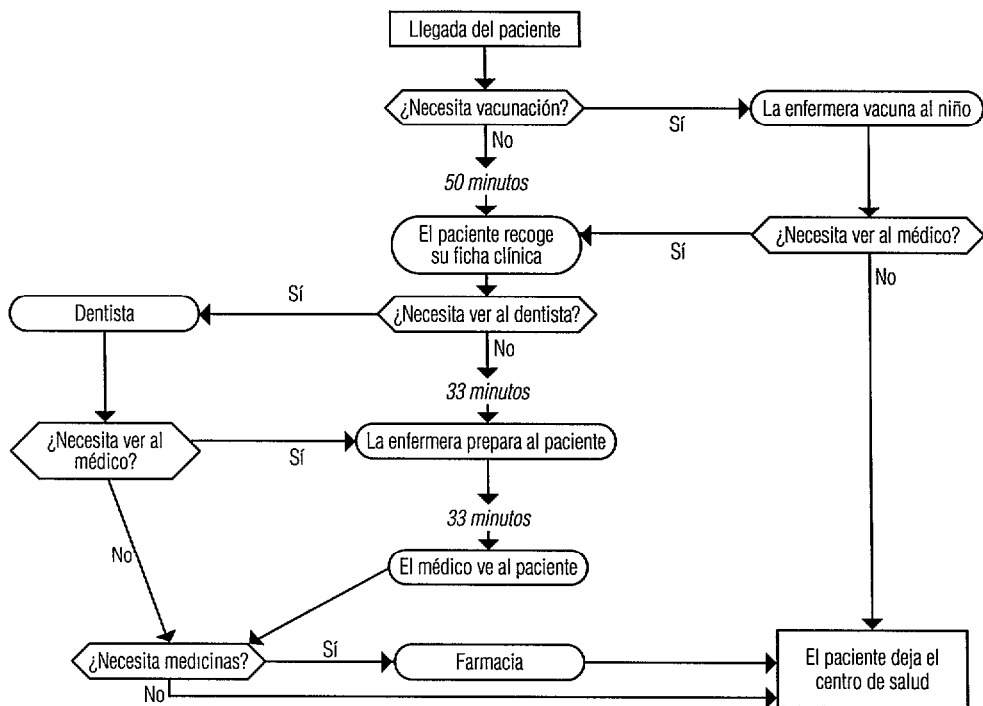 Llegada del paciente
¿Necesita vacunación?
Sí
La enfermera vacuna al niño
No
50 minutos
El paciente recoge
su ficha clínica
Sí
¿Necesita ver al médico?
No
Dentista
Sí
¿Necesita ver al dentista?
No
33 minutos
¿Necesita ver al
médico?
Sí
La enfermera prepara al paciente
33 minutos
No
El médico ve al paciente
¿Necesita medicinas?
Sí
Farmacia
El paciente deja el
centro de salud
No